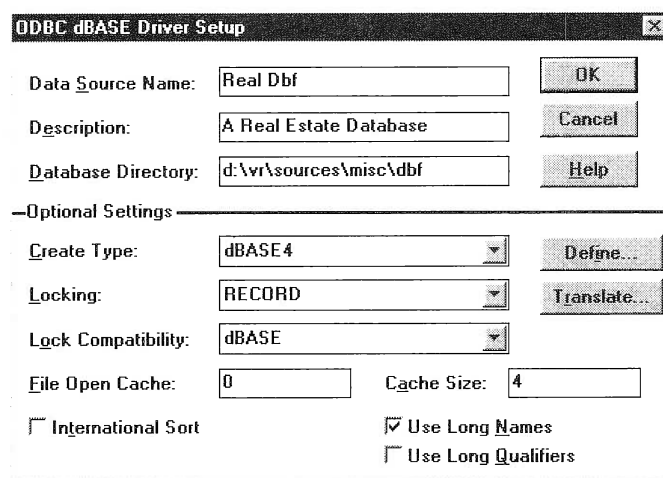 ODBC dBASE Driver Setup
Data Source Name: Real Dbf OK
Description: A Real Estate Database Cancel
Database Directory: d:\vr\sources\misc\dbf Help
Optional Settings
Create Type: dBASE4 Define...
Locking: RECORD Translate...
Lock Compatibility: dBASE
File Open Cache: 0 Cache Size: 4
International Sort Use Long Names
Use Long Qualifiers